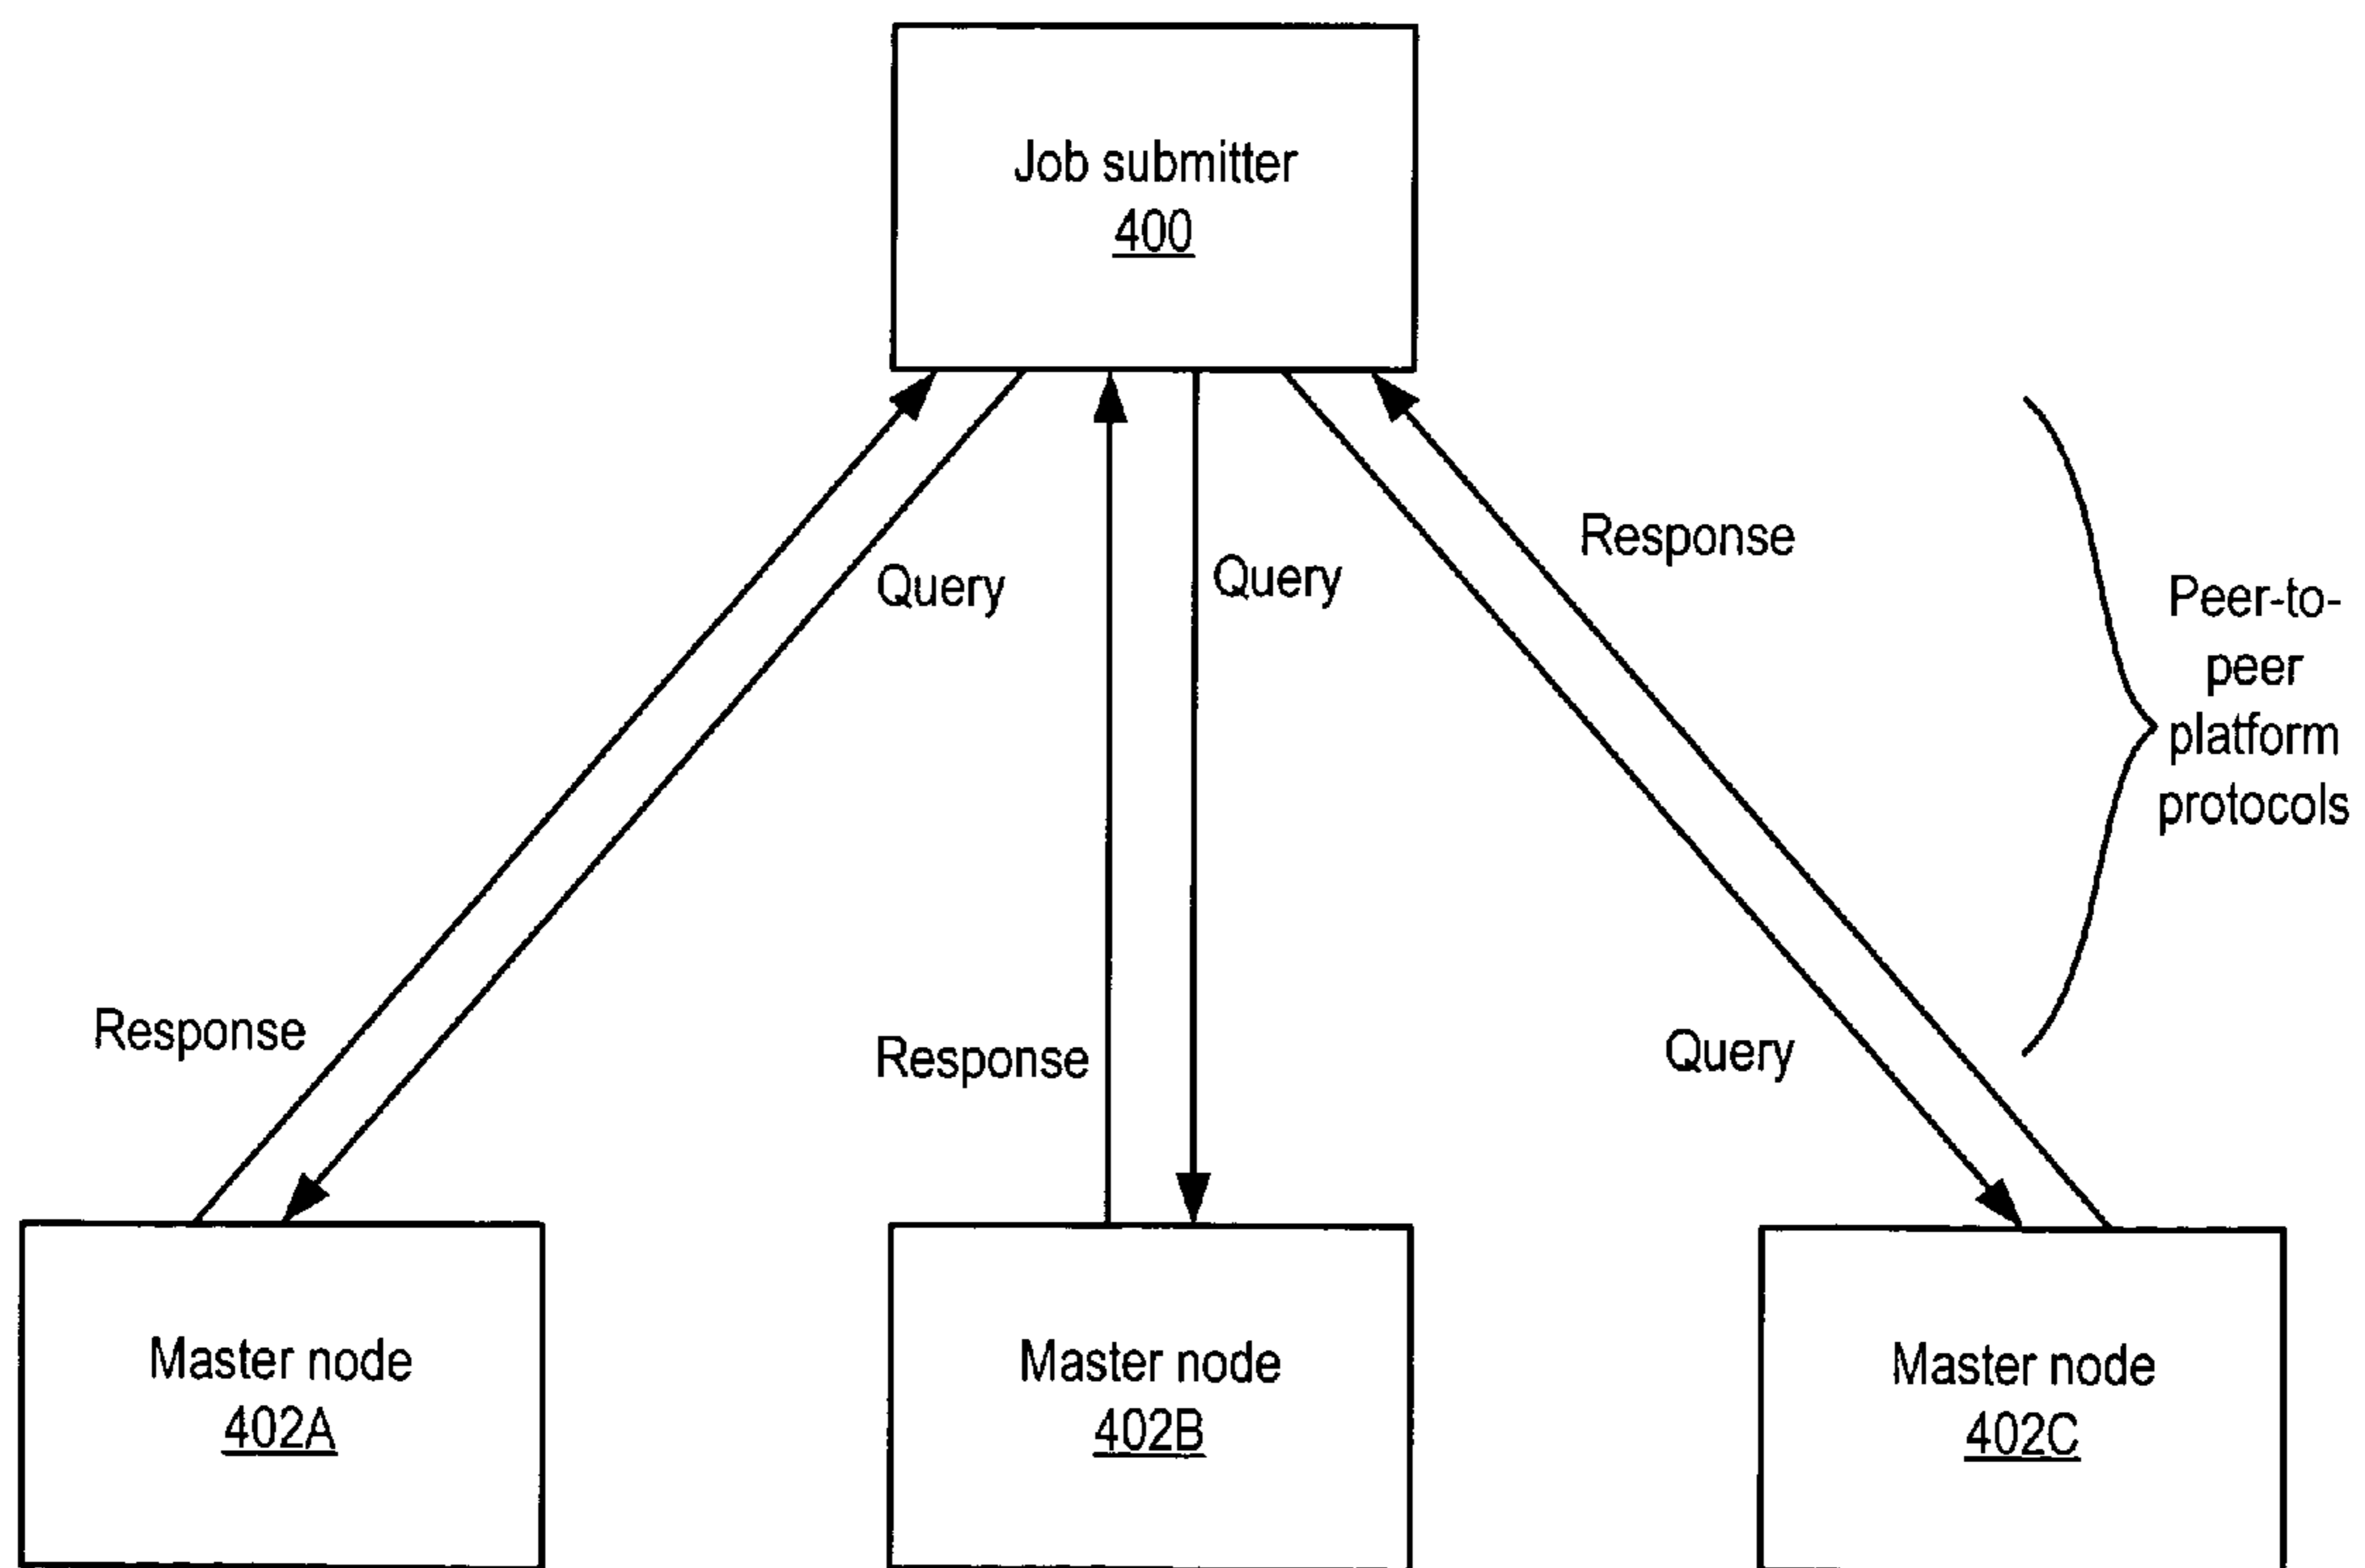 Job submitter
400
Response
Query
Query
Peer-to-
peer
platform
protocols
Response
Response
Query
Master node
402A
Master node
402B
Master node
402C